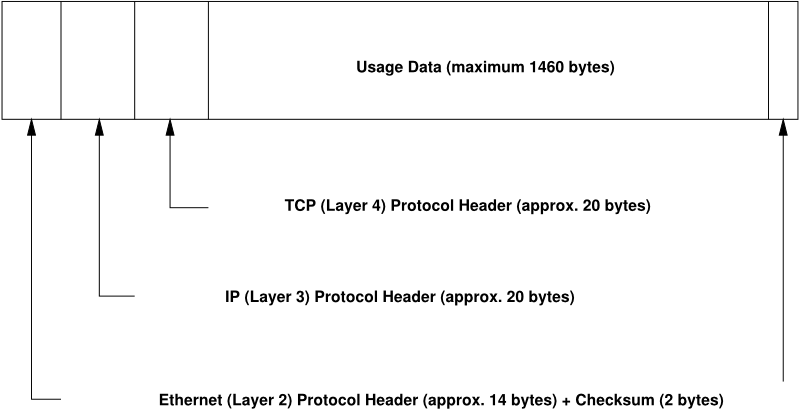 Usage Data (maximum 1460 bytes)
TCP (Layer 4) Protocol Header (approx. 20 bytes)
IP (Layer 3) Protocol Header (approx. 20 bytes)
Ethernet (Layer 2) Protocol Header (approx. 14 bytes) + Checksum (2 bytes)